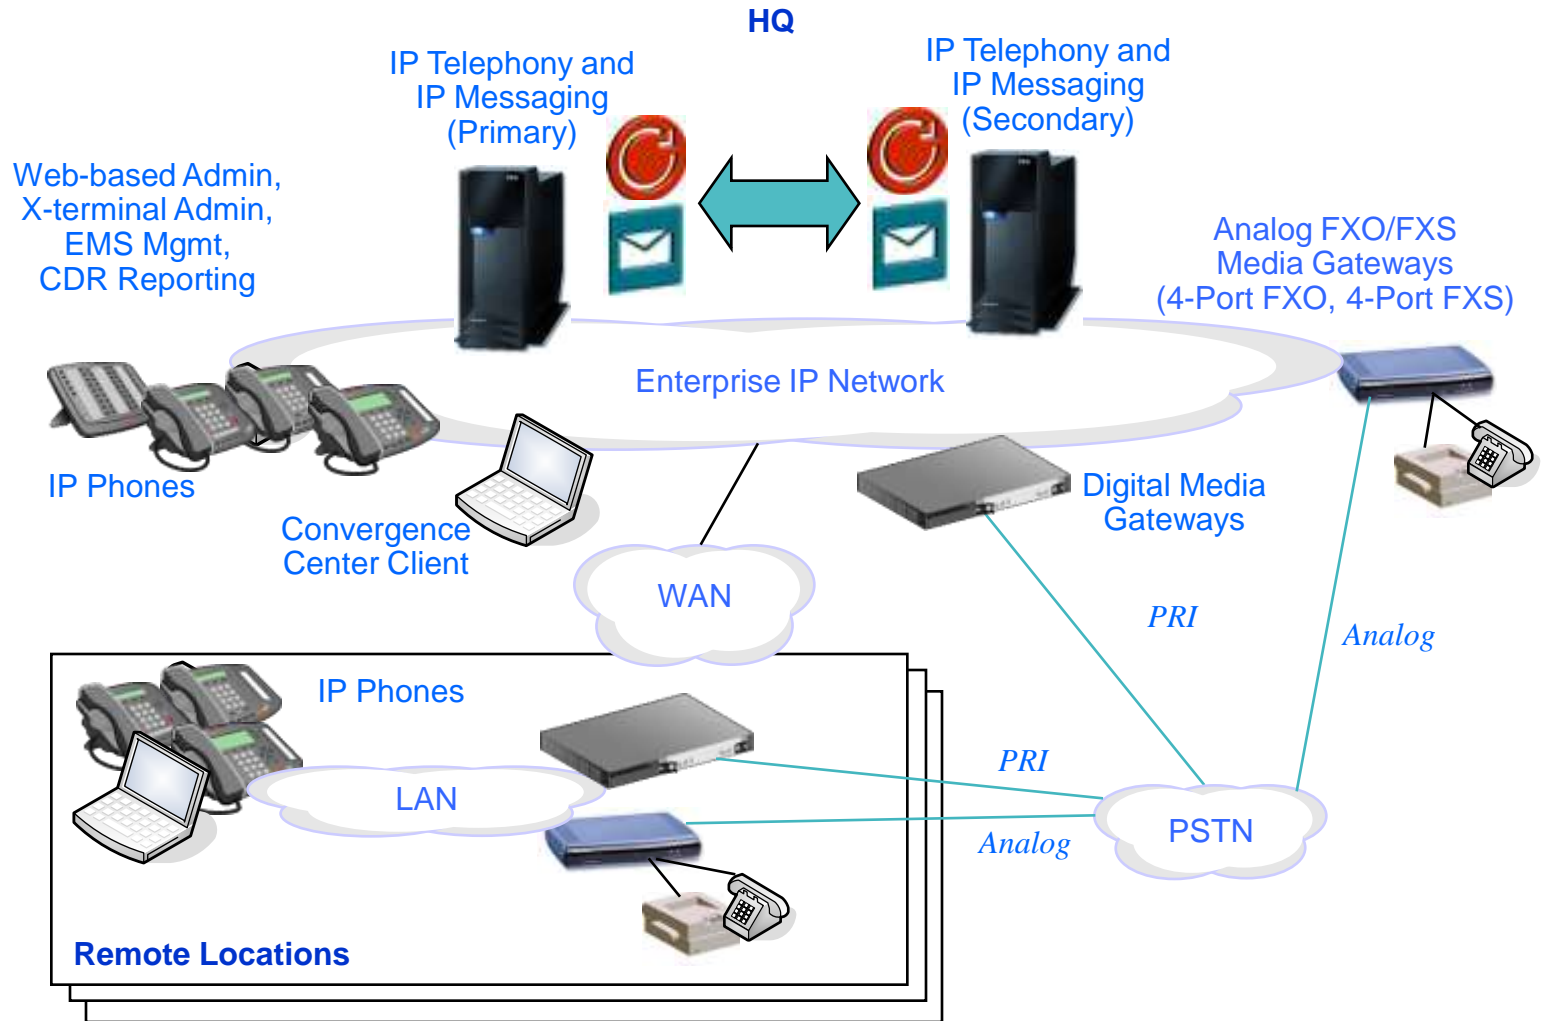 HQ
IP Telephony and
IP Messaging
(Primary)
IP Telephony and
IP Messaging
(Secondary)
Web-based Admin,
X-terminal Admin,
EMS Mgmt,
CDR Reporting
Analog FXO/FXS
Media Gateways
(4-Port FXO, 4-Port FXS)
Enterprise IP Network
IP Phones
Convergence
Center Client
Digital Media
Gateways
WAN
PRI
Analog
IP Phones
LAN
PRI
Analog
PSTN
Remote Locations